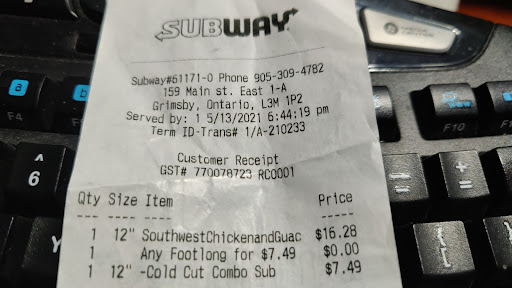 SUBWAY
Subway#61171-0 Phone 905-309-4782
159 Main st. East 1-A
Grimsby, Ontario, L3M 1P2
Served by: 1 5/13/2021 6:44:19 pm
Term ID-Trans# 1/A-210233
Customer Receipt
GST# 770078723 RC0001
Qty Size Item Price
--- ---- ---- -----
1 12" SouthwestChickenandGuac $16.28
1 Any Footlong for $7.49 $0.00
1 12" -Cold Cut Combo Sub $7.49
a
b
F4
F10
^
6
Y
-
+
=
{
[